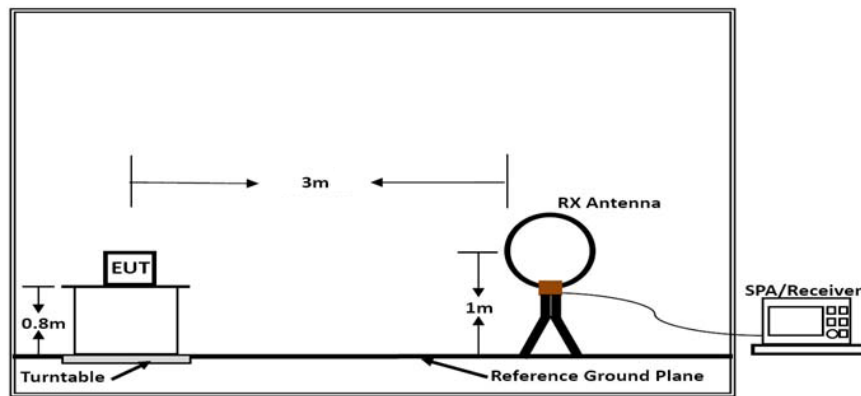 3m
RX Antenna
EUT
SPA/Receiver
0.8m
1m
Turntable
Reference Ground Plane